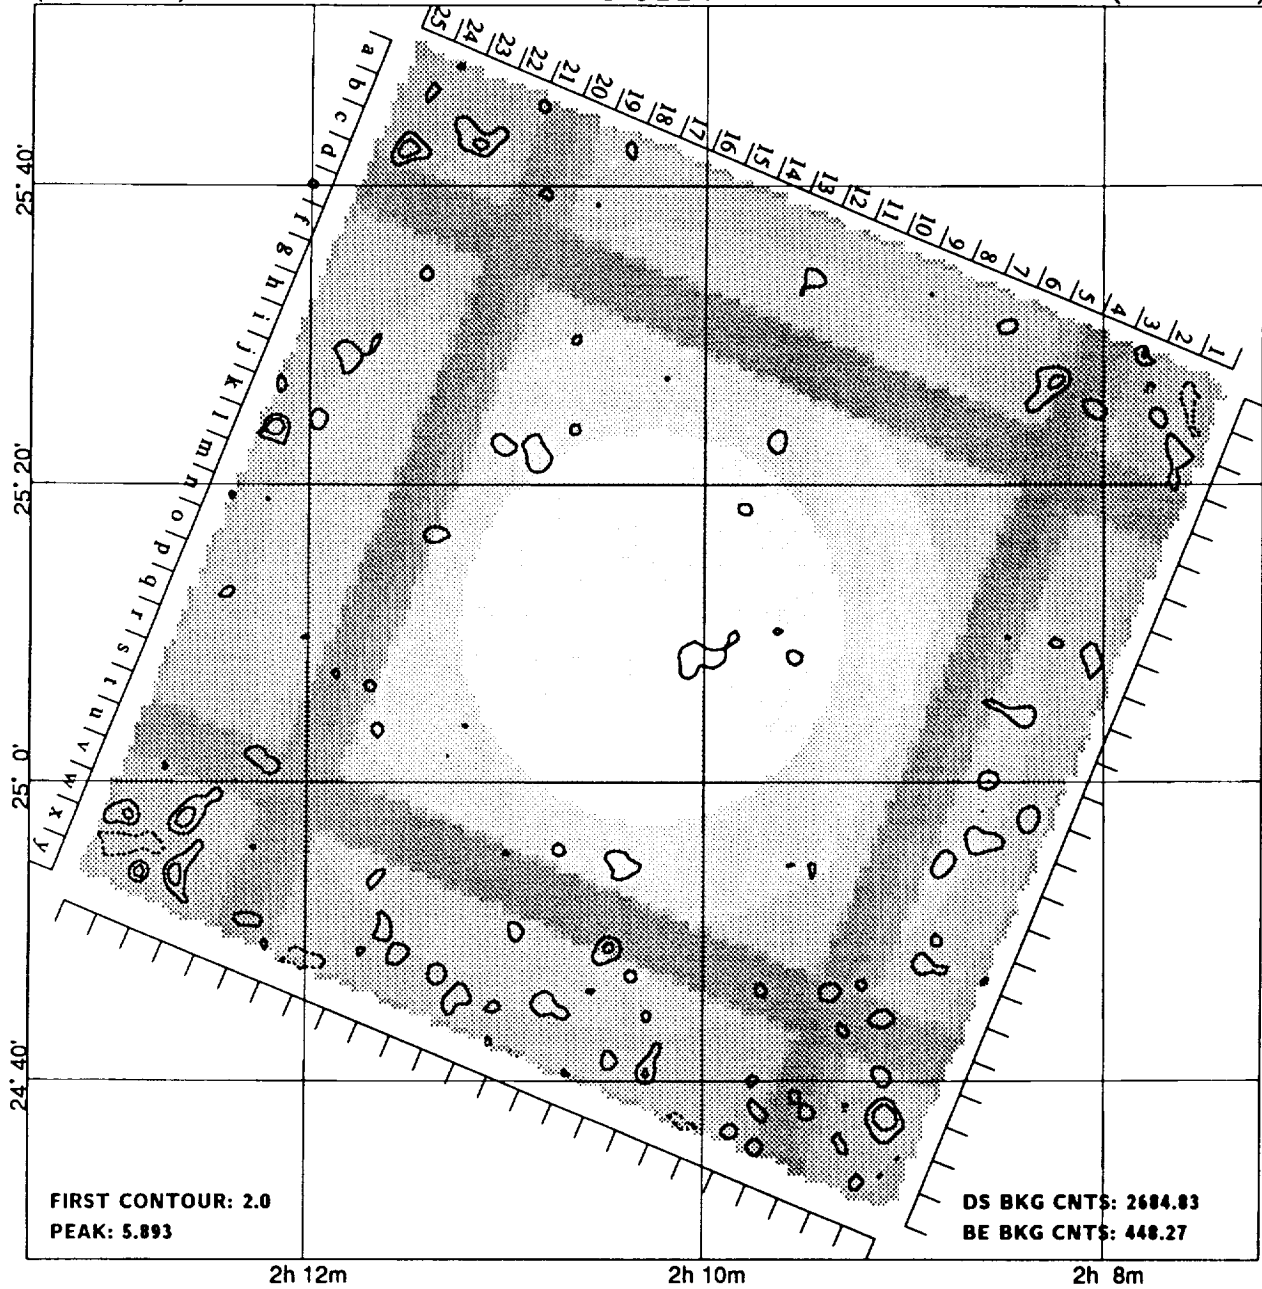 25 24 23 22 21 20 19 18 17 16 15 14 13 12 11 10 9 8 7 6 5 4 3 2 1
a b c d f g h i j k l m n o p q r s t u v w x y
25° 40'
25° 20'
25° 0'
24° 40'
FIRST CONTOUR: 2.0
PEAK: 5.893
DS BKG CNTS: 2684.83
BE BKG CNTS: 448.27
2h 12m
2h 10m
2h 8m